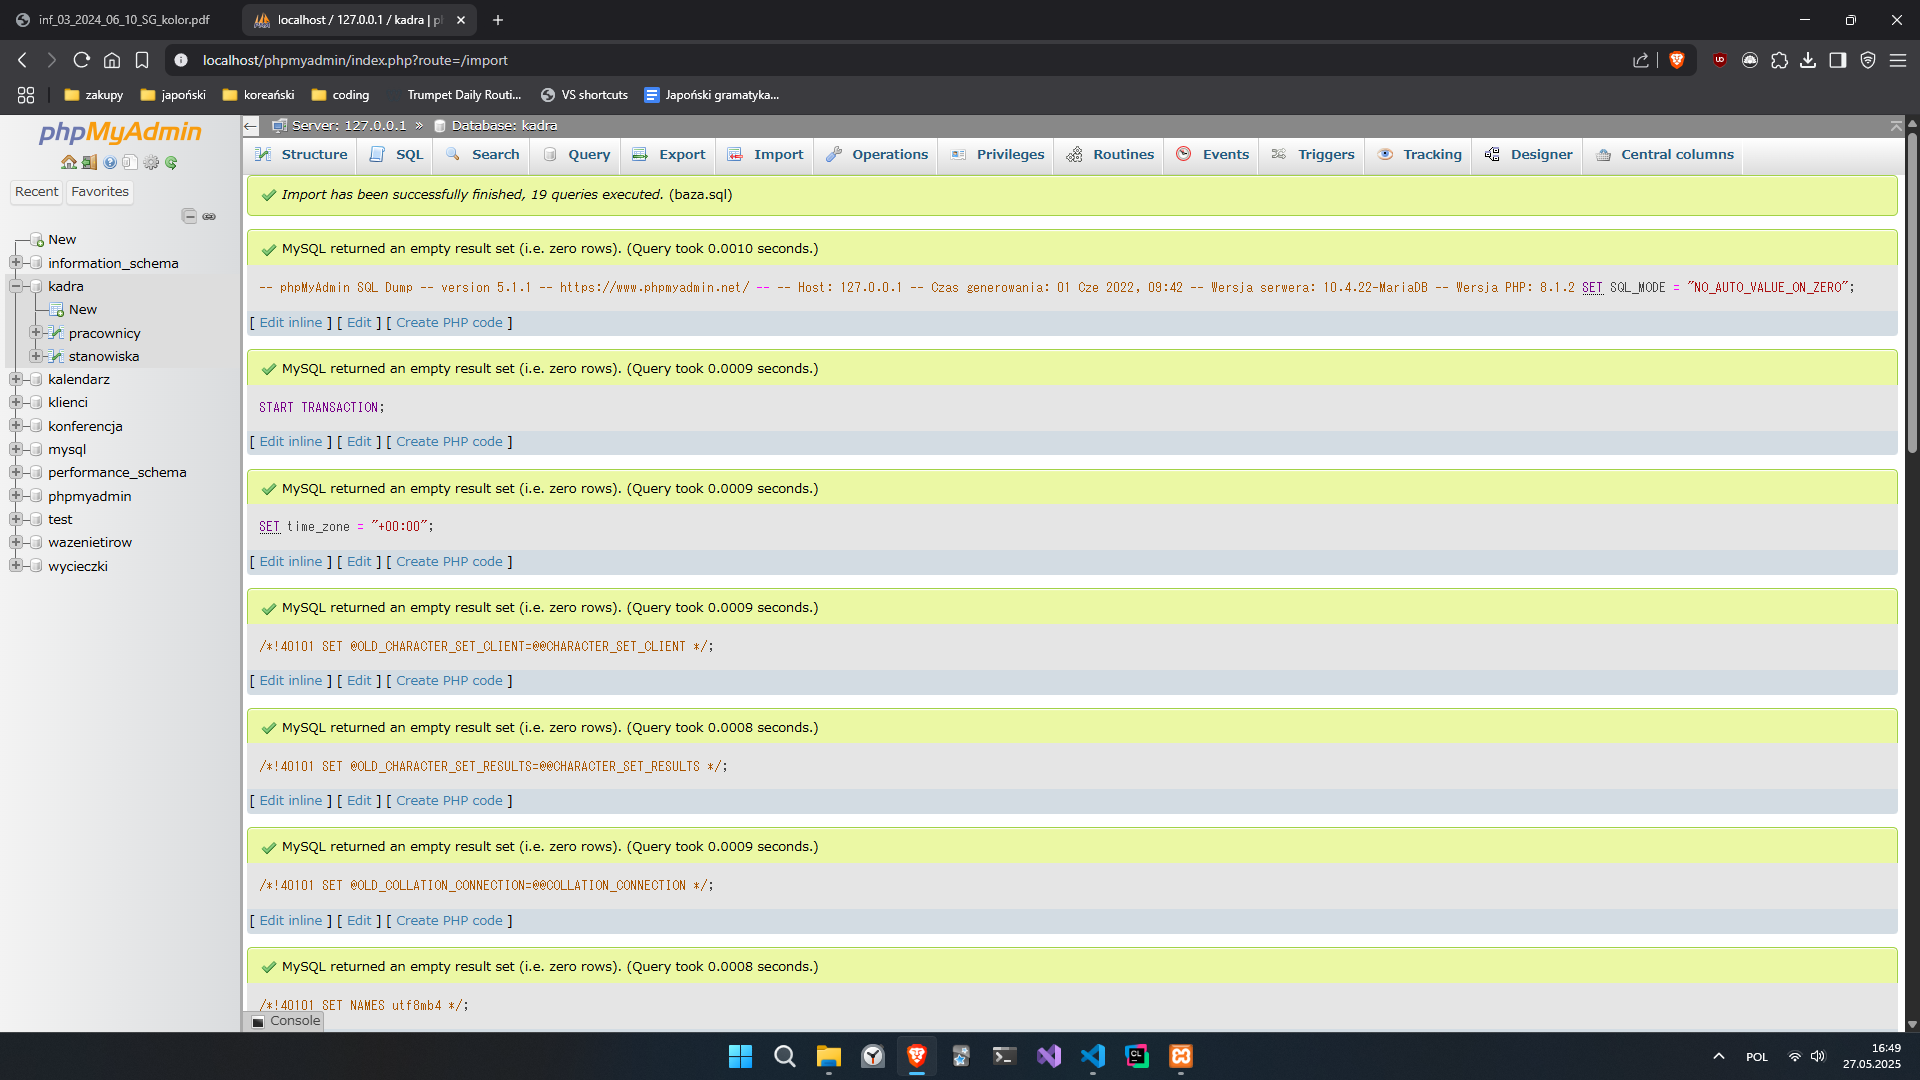 inf_03_2024_06_10_SG_kolor.pdf
localhost / 127.0.0.1 / kadra | p
localhost/phpmyadmin/index.php?route=/import
zakupy
japoński
koreański
coding
Trumpet Daily Routi...
VS shortcuts
Japoński gramatyka...
phpMyAdmin
Recent
Favorites
New
information_schema
kadra
New
pracownicy
stanowiska
kalendarz
klienci
konferencja
mysql
performance_schema
phpmyadmin
test
wazenietirow
wycieczki
Server: 127.0.0.1 » Database: kadra
Structure
SQL
Search
Query
Export
Import
Operations
Privileges
Routines
Events
Triggers
Tracking
Designer
Central columns
Import has been successfully finished, 19 queries executed. (baza.sql)
MySQL returned an empty result set (i.e. zero rows). (Query took 0.0010 seconds.)
-- phpMyAdmin SQL Dump -- version 5.1.1 -- https://www.phpmyadmin.net/ -- -- Host: 127.0.0.1 -- Czas generowania: 01 Cze 2022, 09:42 -- Wersja serwera: 10.4.22-MariaDB -- Wersja PHP: 8.1.2 SET SQL_MODE = "NO_AUTO_VALUE_ON_ZERO";
[ Edit inline ] [ Edit ] [ Create PHP code ]
MySQL returned an empty result set (i.e. zero rows). (Query took 0.0009 seconds.)
START TRANSACTION;
[ Edit inline ] [ Edit ] [ Create PHP code ]
MySQL returned an empty result set (i.e. zero rows). (Query took 0.0009 seconds.)
SET time_zone = "+00:00";
[ Edit inline ] [ Edit ] [ Create PHP code ]
MySQL returned an empty result set (i.e. zero rows). (Query took 0.0009 seconds.)
/*!40101 SET @OLD_CHARACTER_SET_CLIENT=@@CHARACTER_SET_CLIENT */;
[ Edit inline ] [ Edit ] [ Create PHP code ]
MySQL returned an empty result set (i.e. zero rows). (Query took 0.0008 seconds.)
/*!40101 SET @OLD_CHARACTER_SET_RESULTS=@@CHARACTER_SET_RESULTS */;
[ Edit inline ] [ Edit ] [ Create PHP code ]
MySQL returned an empty result set (i.e. zero rows). (Query took 0.0009 seconds.)
/*!40101 SET @OLD_COLLATION_CONNECTION=@@COLLATION_CONNECTION */;
[ Edit inline ] [ Edit ] [ Create PHP code ]
MySQL returned an empty result set (i.e. zero rows). (Query took 0.0008 seconds.)
/*!40101 SET NAMES utf8mb4 */;
Console
POL
16:49
27.05.2025